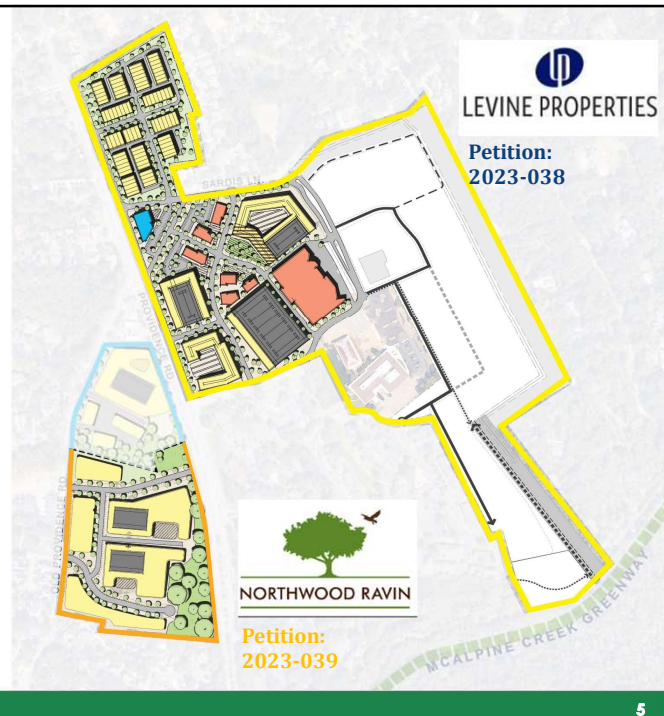 LEVINE PROPERTIES
Petition:
2023-038
SARDIS LN.
PROVIDENCE RD.
OLD PROVIDENCE RD
NORTHWOOD RAVIN
Petition:
2023-039
MCALPINE CREEK GREENWAY
5